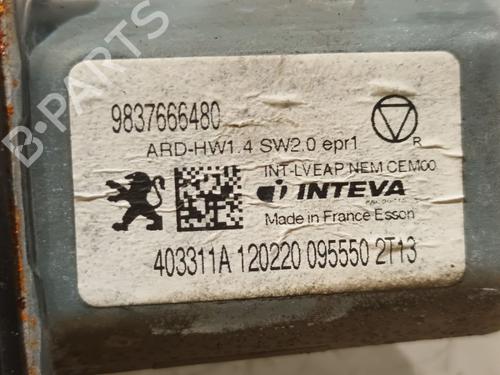 B-PARTS
9837666480
ARD-HW1.4 SW2.0 epr1
R
INT-LVEAP NEM CEM00
INTEVA
Made in France Esson
403311A 120220 095550 2T13